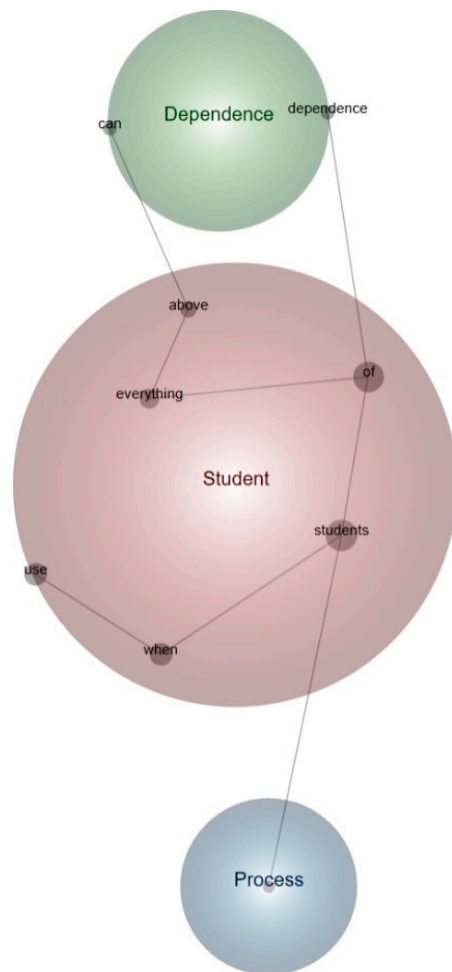 Dependence
dependence
can
above
of
everything
Student
students
use
when
Process